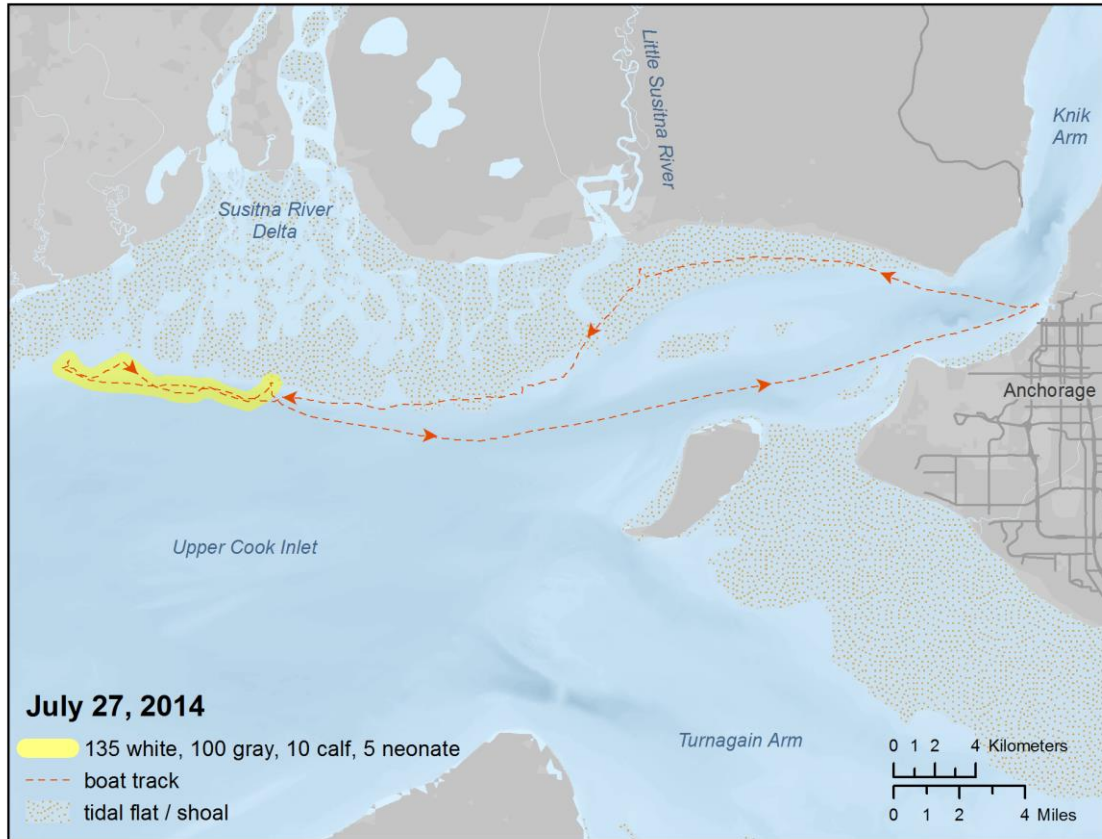 Little Susitna River
Knik
Arm
Susitna River
Delta
Anchorage
Upper Cook Inlet
Turnagain Arm
July 27, 2014
135 white, 100 gray, 10 calf, 5 neonate
boat track
tidal flat / shoal
0 1 2 4 Kilometers
0 1 2 4 Miles